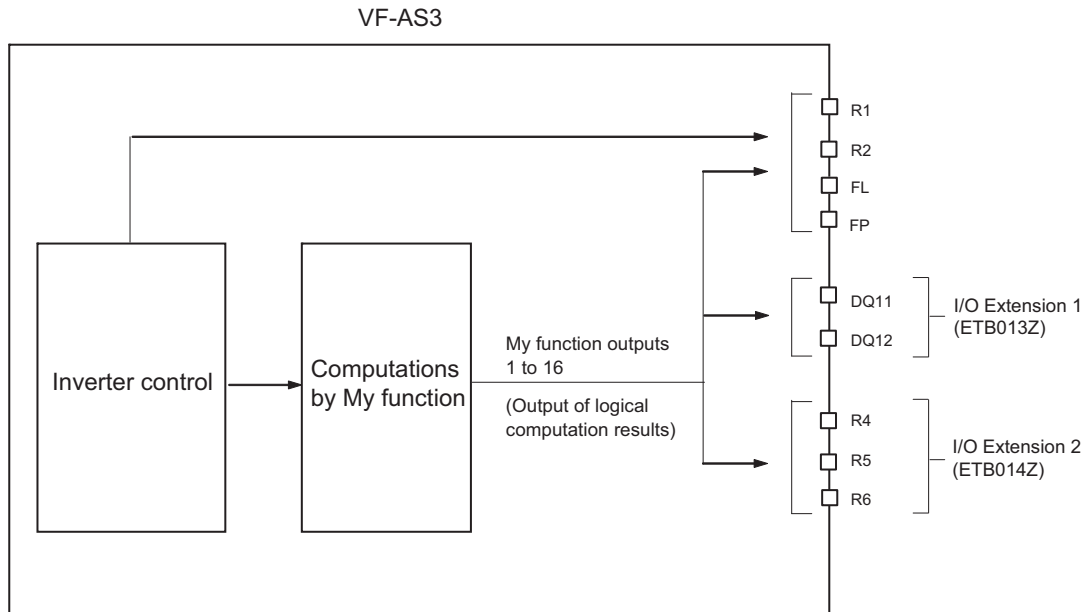 VF-AS3
R1
R2
FL
FP
DQ11
DQ12
I/O Extension 1
(ETB013Z)
Inverter control
Computations
by My function
My function outputs
1 to 16
(Output of logical
computation results)
R4
R5
R6
I/O Extension 2
(ETB014Z)